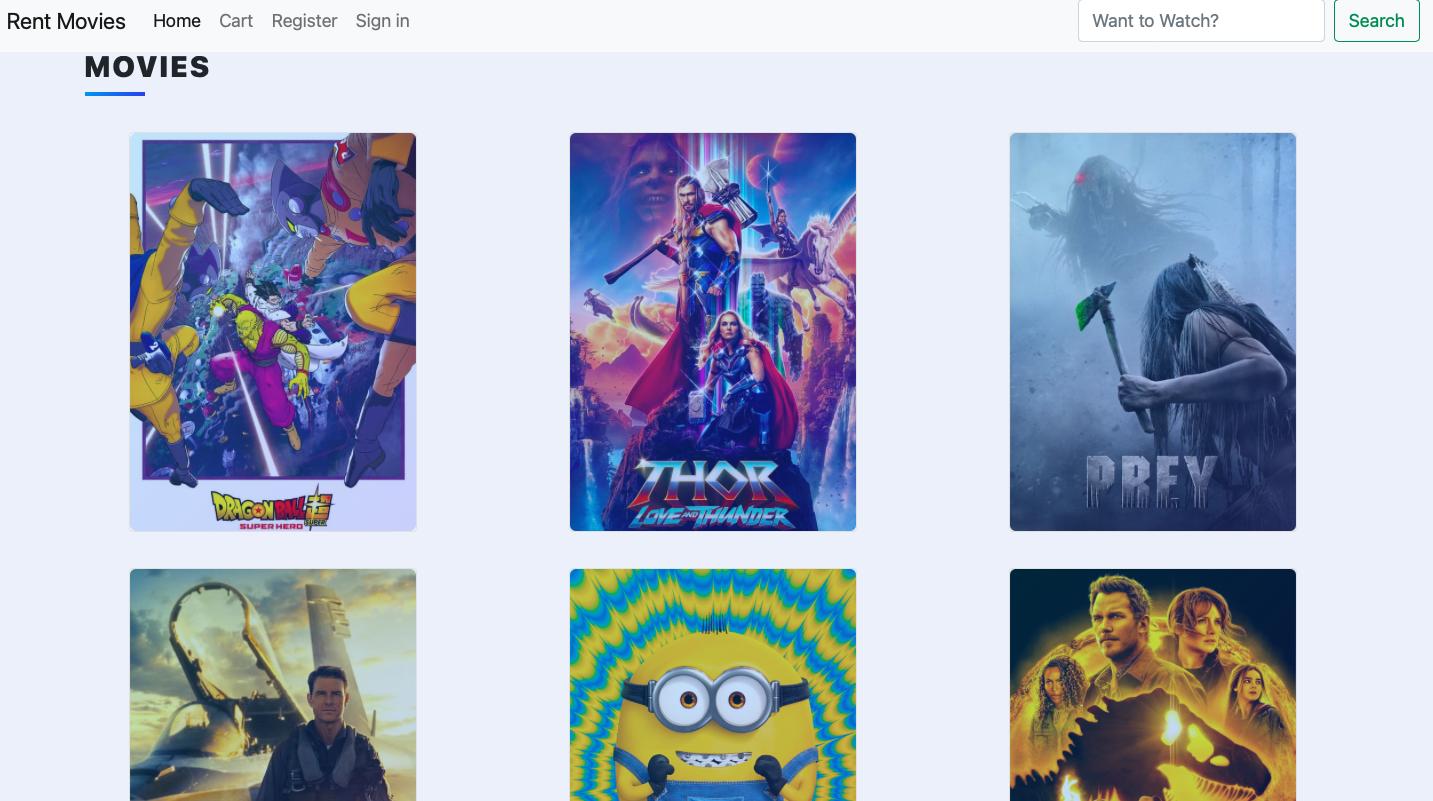 Rent Movies Home Cart Register Sign in Want to Watch? Search
MOVIES
DRAGON BALL SUPER
SUPER HERO
THOR
LOVE AND THUNDER
PREY